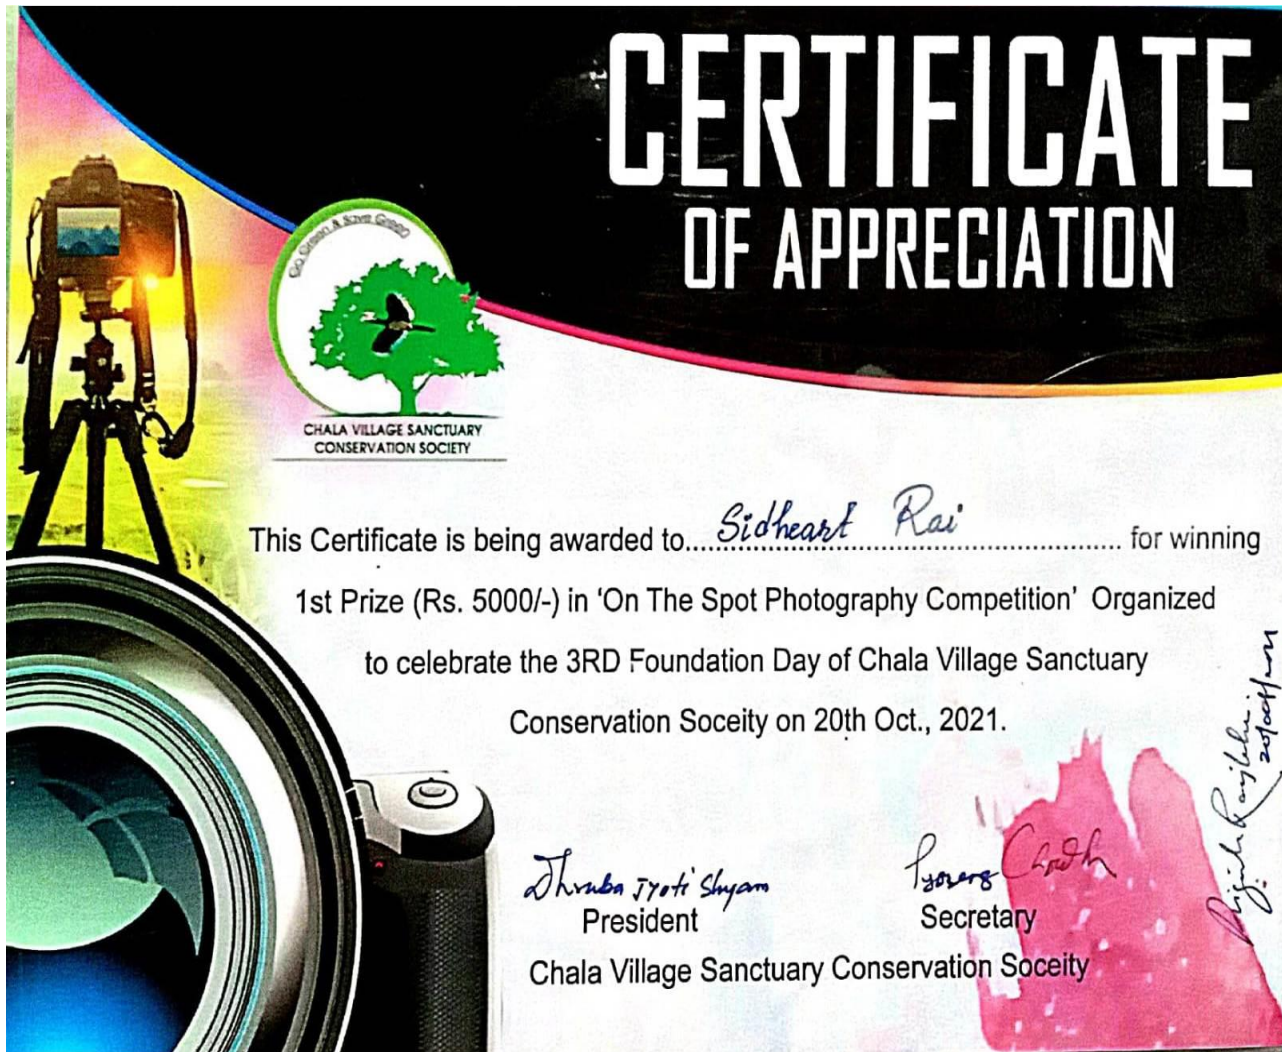 CERTIFICATE
OF APPRECIATION
Go Green & Save Green
CHALA VILLAGE SANCTUARY
CONSERVATION SOCIETY
This Certificate is being awarded to.....Sidheart Rai..... for winning
1st Prize (Rs. 5000/-) in 'On The Spot Photography Competition' Organized
to celebrate the 3RD Foundation Day of Chala Village Sanctuary
Conservation Soceity on 20th Oct., 2021.
Dhruba Jyoti Shyam
President
Secretary
Chala Village Sanctuary Conservation Soceity